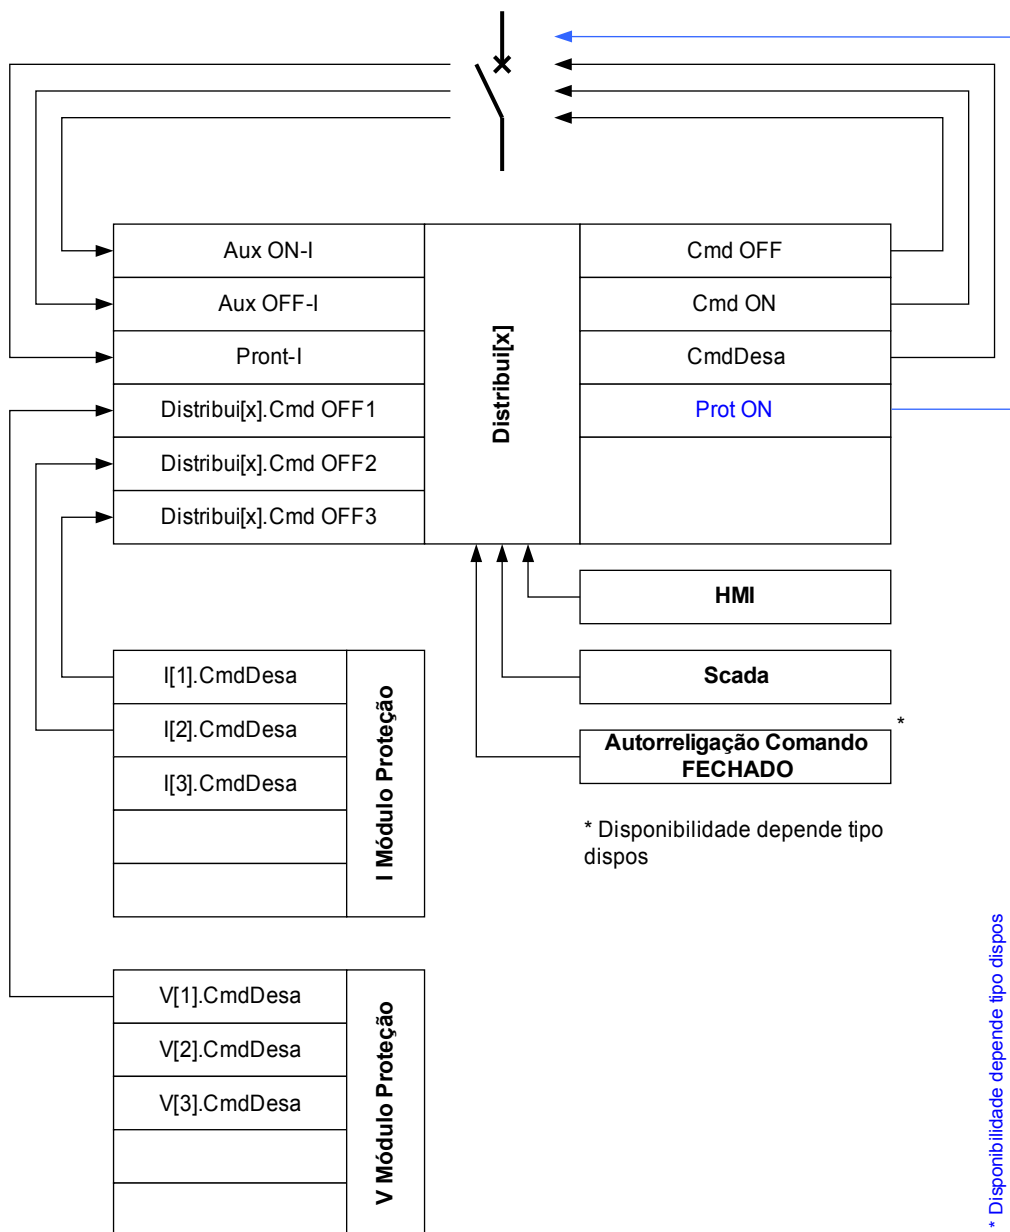 Aux ON-I
Aux OFF-I
Pront-I
Distribui[x].Cmd OFF1
Distribui[x].Cmd OFF2
Distribui[x].Cmd OFF3
Distribui[x]
Cmd OFF
Cmd ON
CmdDesa
Prot ON
HMI
Scada
*
Autorreligação Comando
FECHADO
* Disponibilidade depende tipo
dispos
I[1].CmdDesa
I[2].CmdDesa
I[3].CmdDesa
I Módulo Proteção
V[1].CmdDesa
V[2].CmdDesa
V[3].CmdDesa
V Módulo Proteção
* Disponibilidade depende tipo dispos